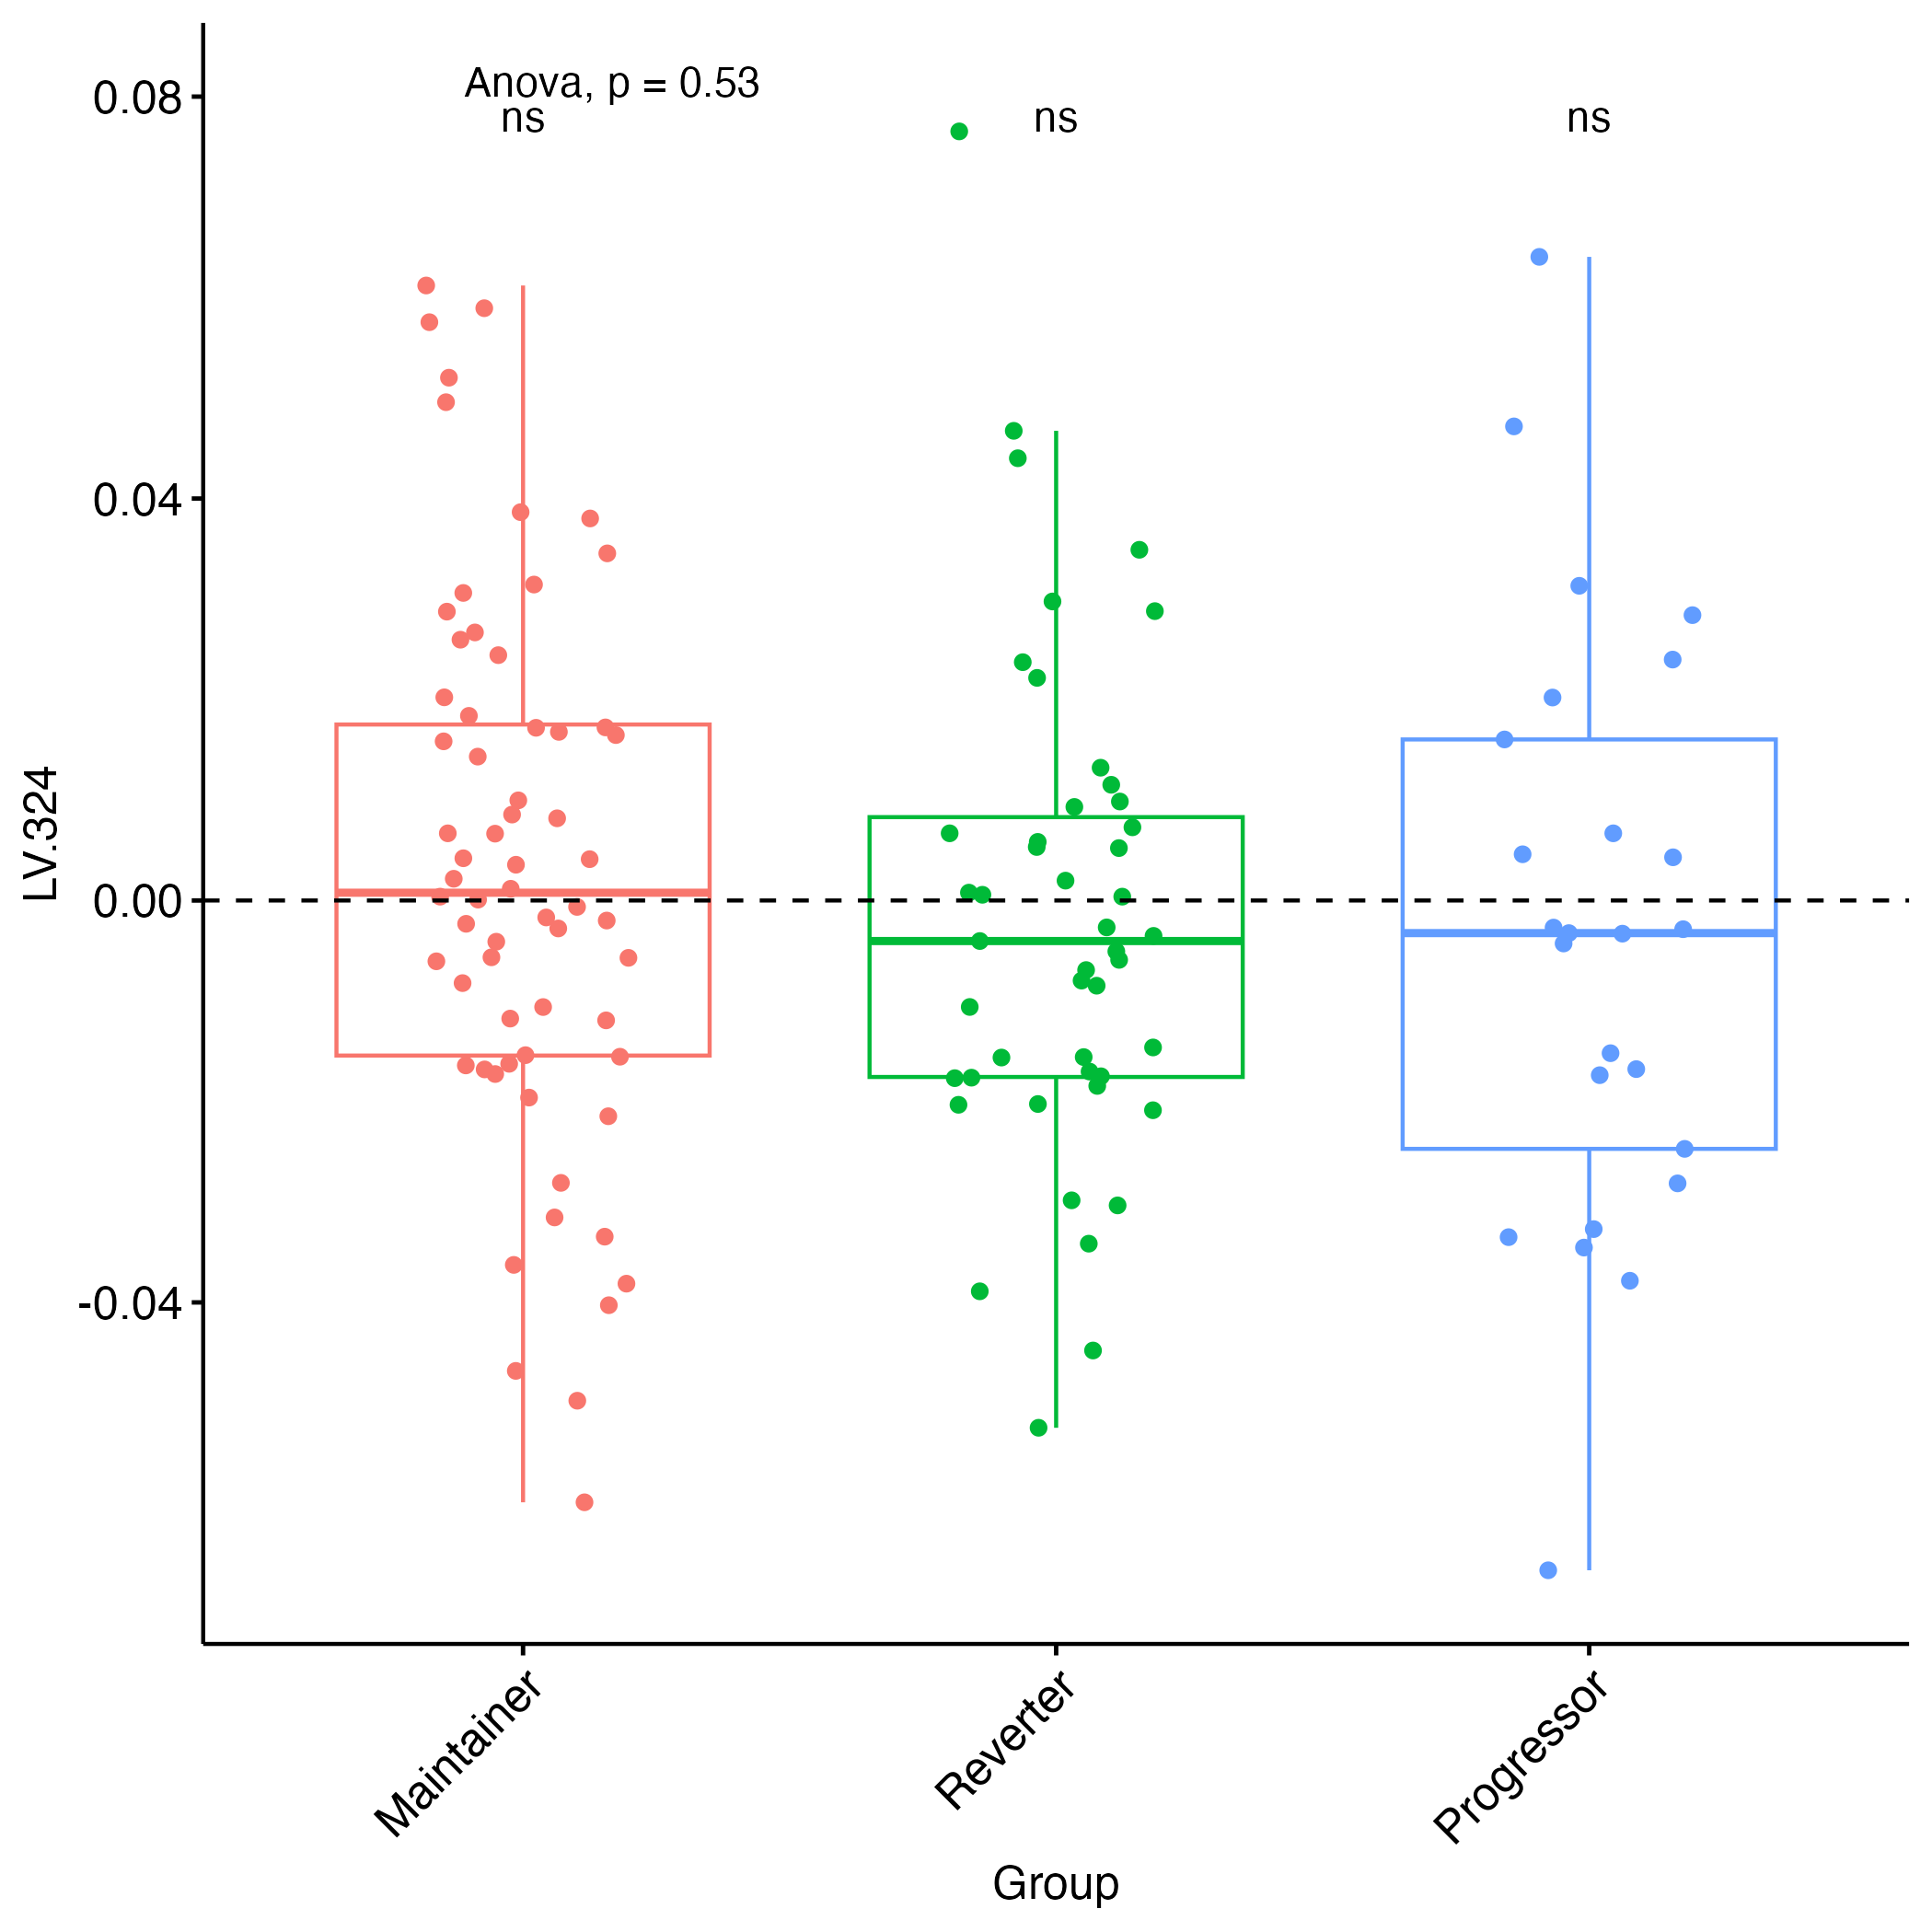 Anova, p = 0.53
ns ns ns
0.08
0.04
0.00
-0.04
LV.324
Maintainer
Reverter
Progressor
Group